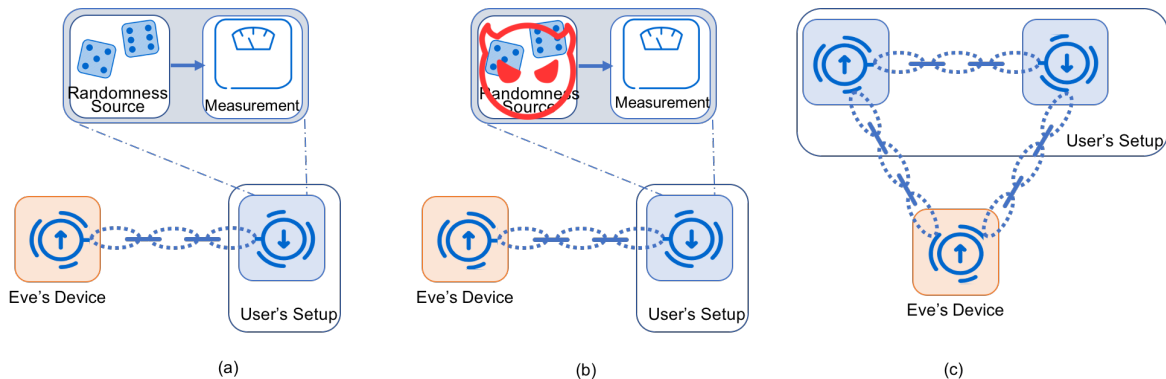 Randomness
Source
Measurement
Eve's Device
User's Setup
(a)
Randomness
Source
Measurement
Eve's Device
User's Setup
(b)
User's Setup
Eve's Device
(c)